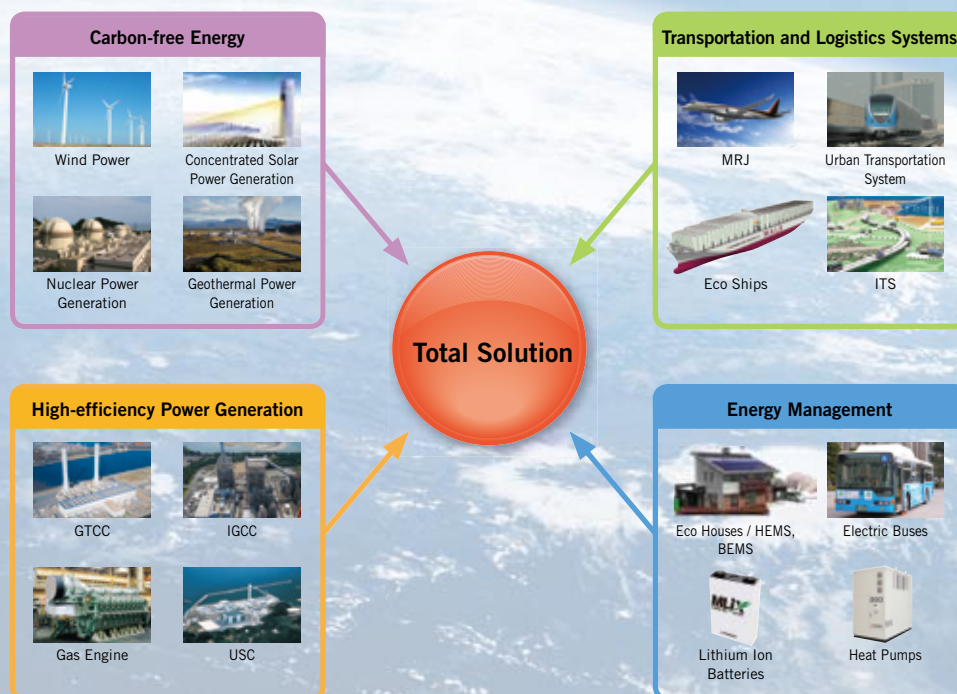 Carbon-free Energy
Wind Power
Concentrated Solar
Power Generation
Nuclear Power
Generation
Geothermal Power
Generation
Transportation and Logistics Systems
MRJ
Urban Transportation
System
Eco Ships
ITS
Total Solution
High-efficiency Power Generation
GTCC
IGCC
Gas Engine
USC
Energy Management
Eco Houses / HEMS,
BEMS
Electric Buses
MLiX
Lithium Ion
Batteries
Heat Pumps